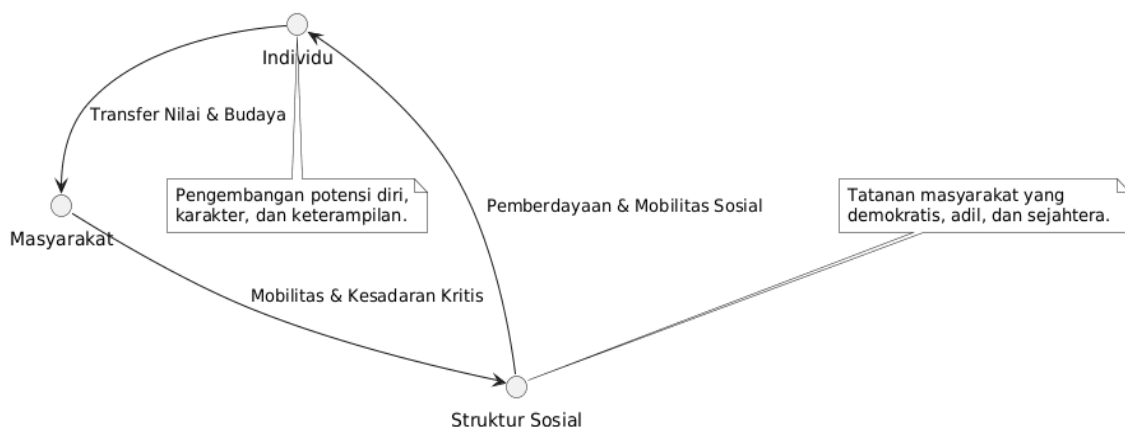 Individu
Transfer Nilai & Budaya
Pengembangan potensi diri,
karakter, dan keterampilan.
Pemberdayaan & Mobilitas Sosial
Tatanan masyarakat yang
demokratis, adil, dan sejahtera.
Masyarakat
Mobilitas & Kesadaran Kritis
Struktur Sosial